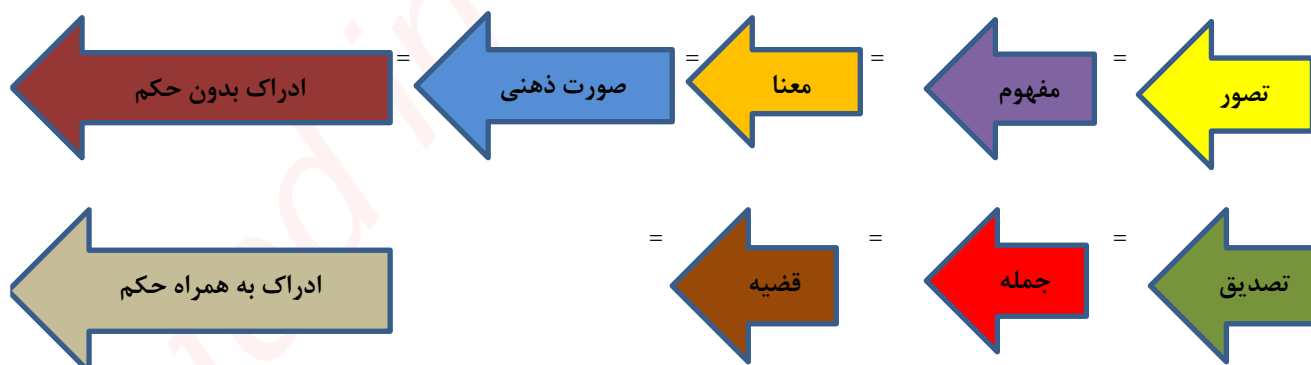 تصور = مفهوم = معنا = صورت ذهنی = ادراک بدون حکم
تصدیق = جمله = قضیه = ادراک به همراه حکم